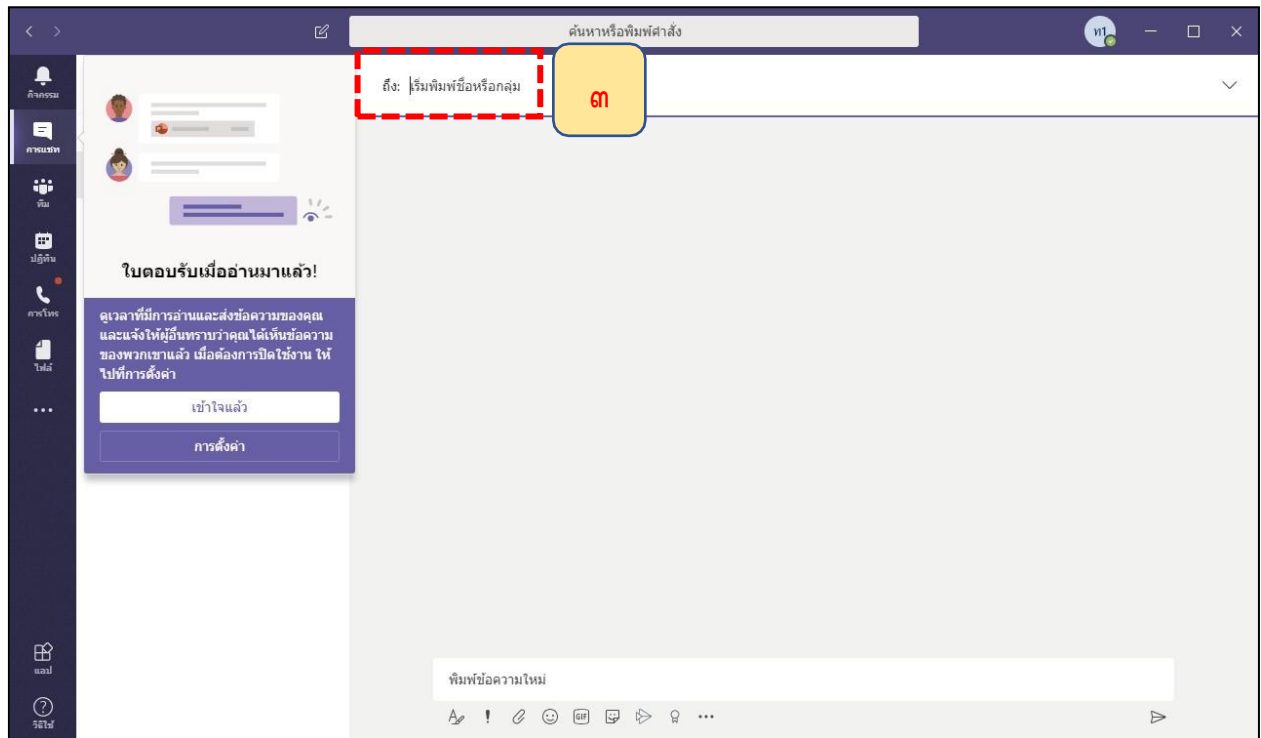 ค้นหาหรือพิมพ์คำสั่ง
ท1
กิจกรรม
การแชท
ทีม
ปฏิทิน
การโทร
ไฟล์
แอป
วิธีใช้
ถึง: เริ่มพิมพ์ชื่อหรือกลุ่ม
๓
ใบตอบรับเมื่ออ่านมาแล้ว!
ดูเวลาที่มีการอ่านและส่งข้อความของคุณ
และแจ้งให้ผู้อื่นทราบว่าคุณได้เห็นข้อความ
ของพวกเขาแล้ว เมื่อต้องการปิดใช้งาน ให้
ไปที่การตั้งค่า
เข้าใจแล้ว
การตั้งค่า
พิมพ์ข้อความใหม่
GIF